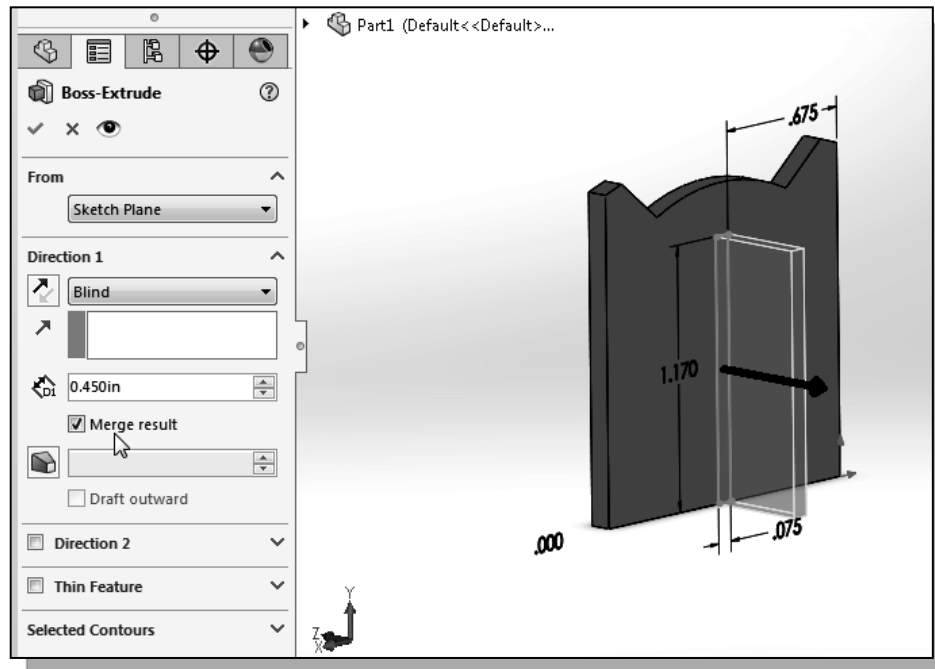 Part1 (Default<<Default>...
Boss-Extrude
From
Sketch Plane
Direction 1
Blind
D1
0.450in
Merge result
Draft outward
Direction 2
Thin Feature
Selected Contours
.675
1.170
.000
.075
Y
Z
X